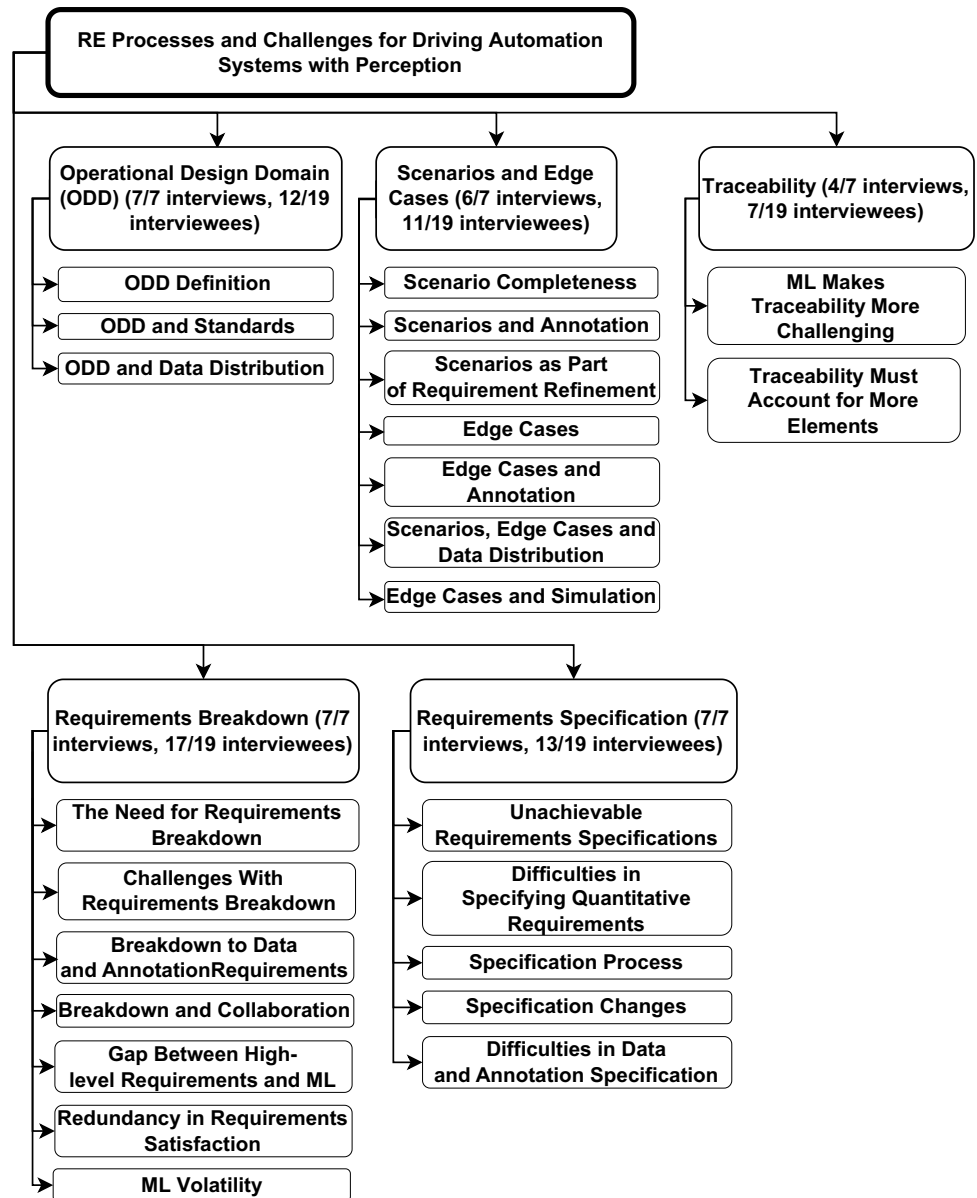 RE Processes and Challenges for Driving Automation
Systems with Perception
Operational Design Domain
(ODD) (7/7 interviews, 12/19
interviewees)
ODD Definition
ODD and Standards
ODD and Data Distribution
Scenarios and Edge
Cases (6/7 interviews,
11/19 interviewees)
Scenario Completeness
Scenarios and Annotation
Scenarios as Part
of Requirement Refinement
Edge Cases
Edge Cases and
Annotation
Scenarios, Edge Cases and
Data Distribution
Edge Cases and Simulation
Traceability (4/7 interviews,
7/19 interviewees)
ML Makes
Traceability More
Challenging
Traceability Must
Account for More
Elements
Requirements Breakdown (7/7
interviews, 17/19 interviewees)
The Need for Requirements
Breakdown
Challenges With
Requirements Breakdown
Breakdown to Data
and AnnotationRequirements
Breakdown and Collaboration
Gap Between High-
level Requirements and ML
Redundancy in Requirements
Satisfaction
ML Volatility
Requirements Specification (7/7
interviews, 13/19 interviewees)
Unachievable
Requirements Specifications
Difficulties in
Specifying Quantitative
Requirements
Specification Process
Specification Changes
Difficulties in Data
and Annotation Specification